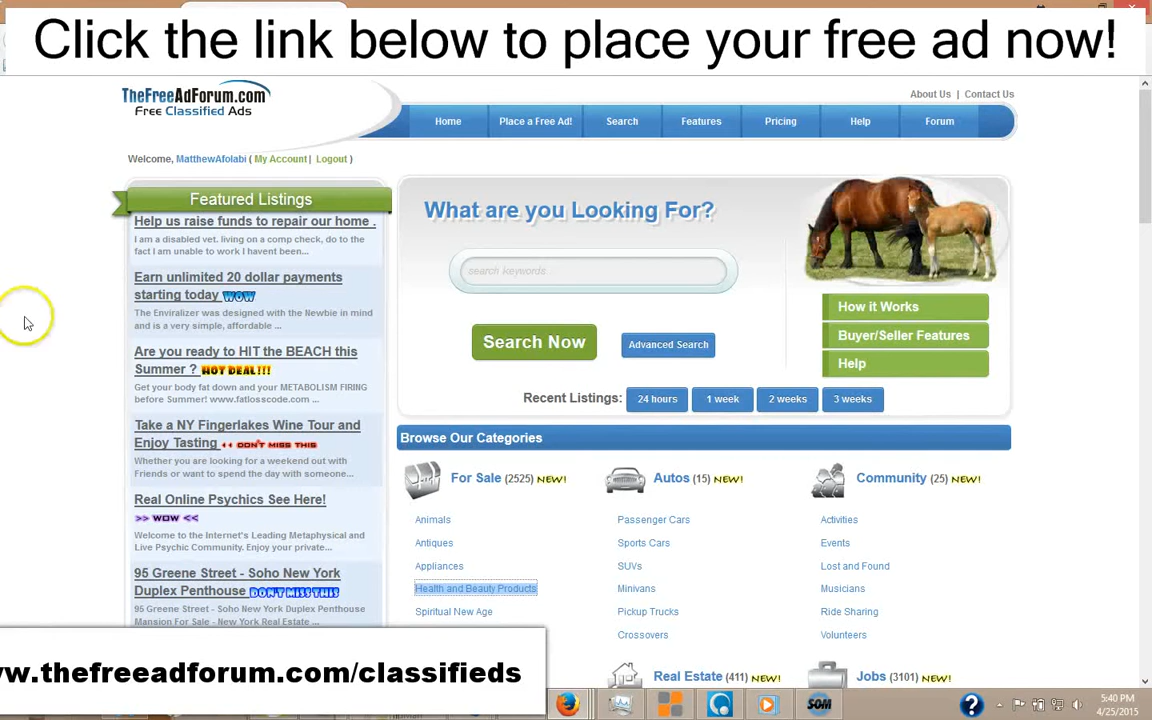 Click the link below to place your free ad now!
TheFreeAdForum.com
Free Classified Ads
About Us | Contact Us
Home Place a Free Ad! Search Features Pricing Help Forum
Welcome, MatthewAfolabi ( My Account | Logout )
Featured Listings
Help us raise funds to repair our home .
I am a disabled vet. living on a comp check, do to the
fact I am unable to work I havent been...
Earn unlimited 20 dollar payments
starting today WOW
The Enviralizer was designed with the Newbie in mind
and is a very simple, affordable ...
Are you ready to HIT the BEACH this
Summer ? HOT DEAL!!!
Get your body fat down and your METABOLISM FIRING
before Summer! www.fatlosscode.com ...
Take a NY Fingerlakes Wine Tour and
Enjoy Tasting DON'T MISS THIS
Whether you are looking for a weekend out with
Friends or want to spend the day with someone...
Real Online Psychics See Here!
>> WOW <<
Welcome to the Internet's Leading Metaphysical and
Live Psychic Community. Enjoy your private...
95 Greene Street - Soho New York
Duplex Penthouse DON'T MISS THIS
95 Greene Street - Soho New York Duplex Penthouse
Mansion For Sale - New York Real Estate ...
What are you Looking For?
search keywords...
Search Now
Advanced Search
How it Works
Buyer/Seller Features
Help
Recent Listings: 24 hours 1 week 2 weeks 3 weeks
Browse Our Categories
For Sale (2525) NEW!
Animals
Antiques
Appliances
Health and Beauty Products
Spiritual New Age
Autos (15) NEW!
Passenger Cars
Sports Cars
SUVs
Minivans
Pickup Trucks
Crossovers
Community (25) NEW!
Activities
Events
Lost and Found
Musicians
Ride Sharing
Volunteers
Real Estate (411) NEW!
Jobs (3101) NEW!
w.thefreeadforum.com/classifieds
SOM
5:40 PM
4/25/2015